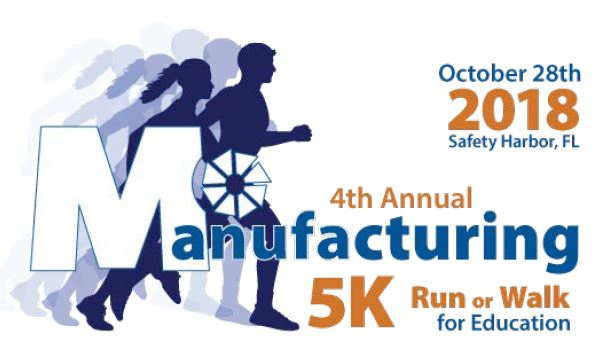 October 28th
2018
Safety Harbor, FL
4th Annual
Manufacturing
5K Run or Walk
for Education